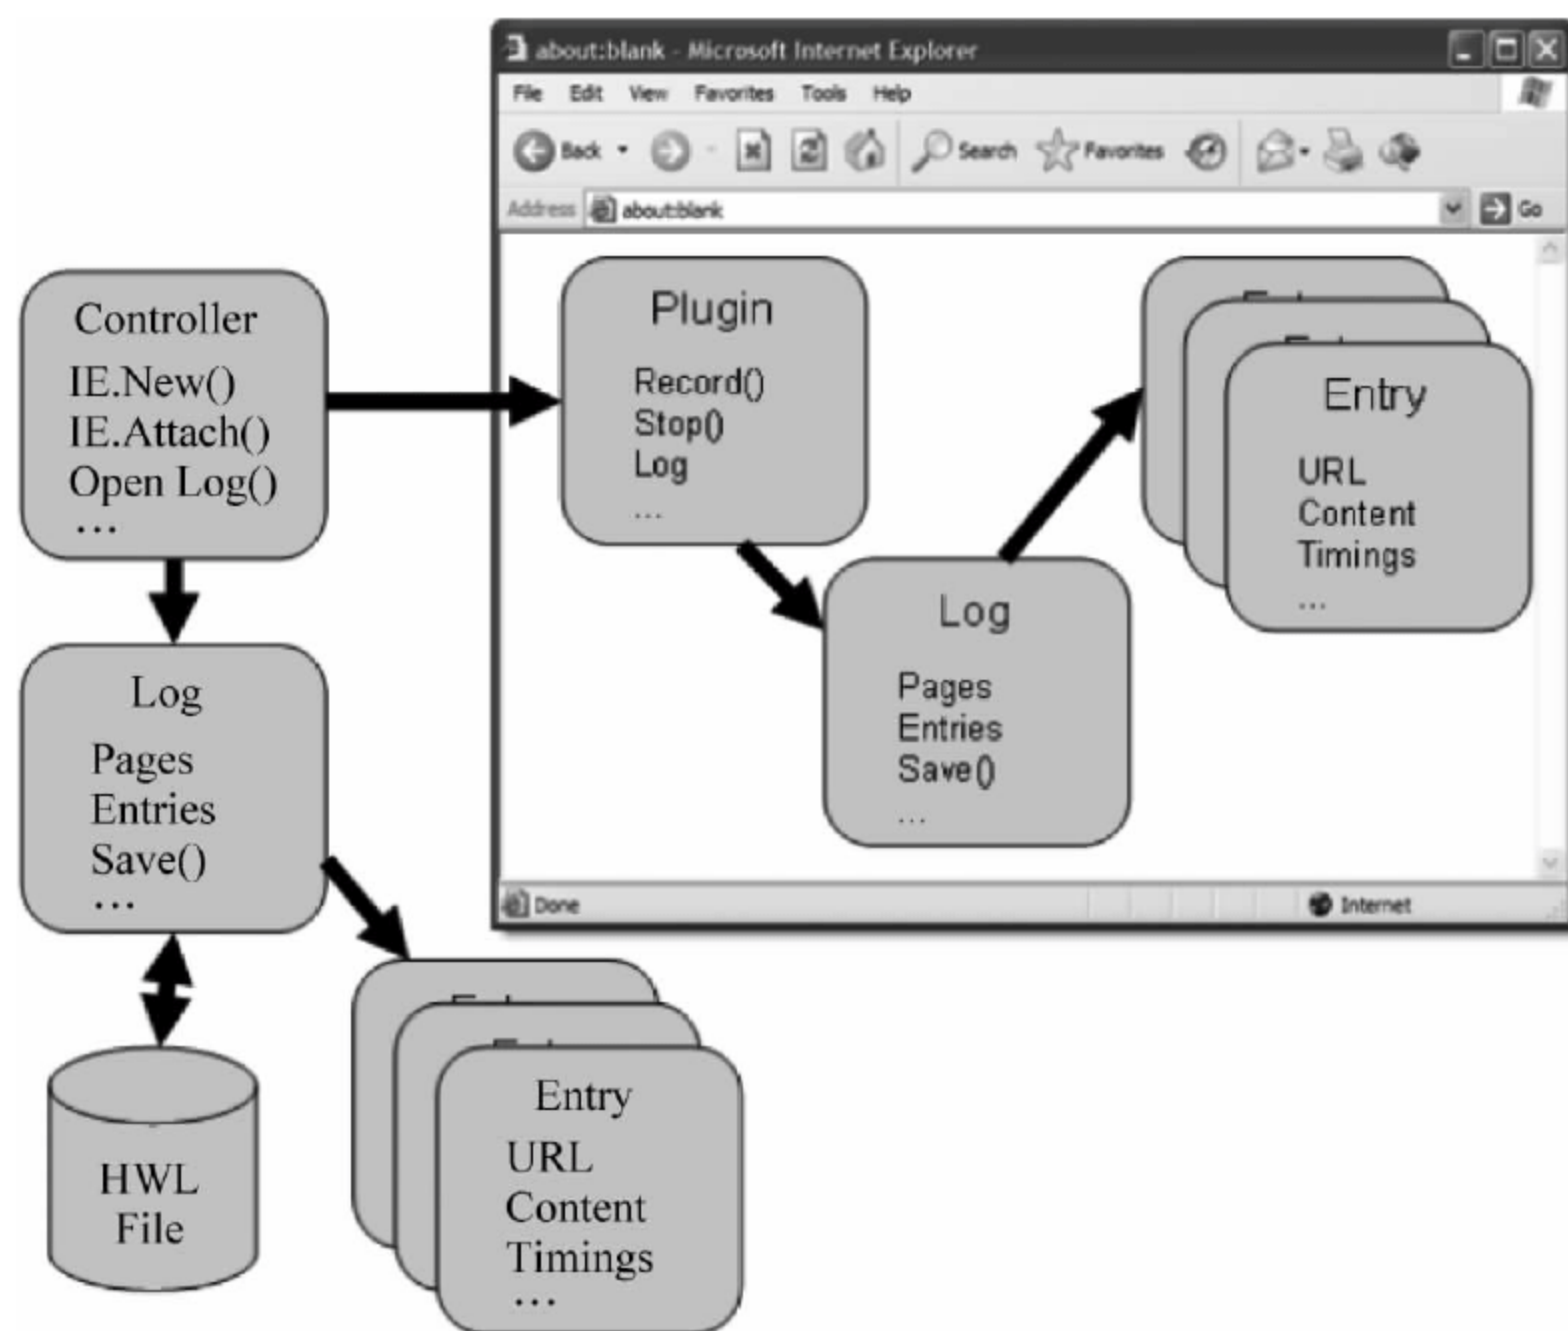 about:blank - Microsoft Internet Explorer
File Edit View Favorites Tools Help
Back Search Favorites
Address about:blank Go
Controller
IE.New()
IE.Attach()
Open Log()
...
Plugin
Record()
Stop()
Log
...
Entry
URL
Content
Timings
...
Log
Pages
Entries
Save()
...
Done Internet
Log
Pages
Entries
Save()
...
HWL
File
Entry
URL
Content
Timings
...